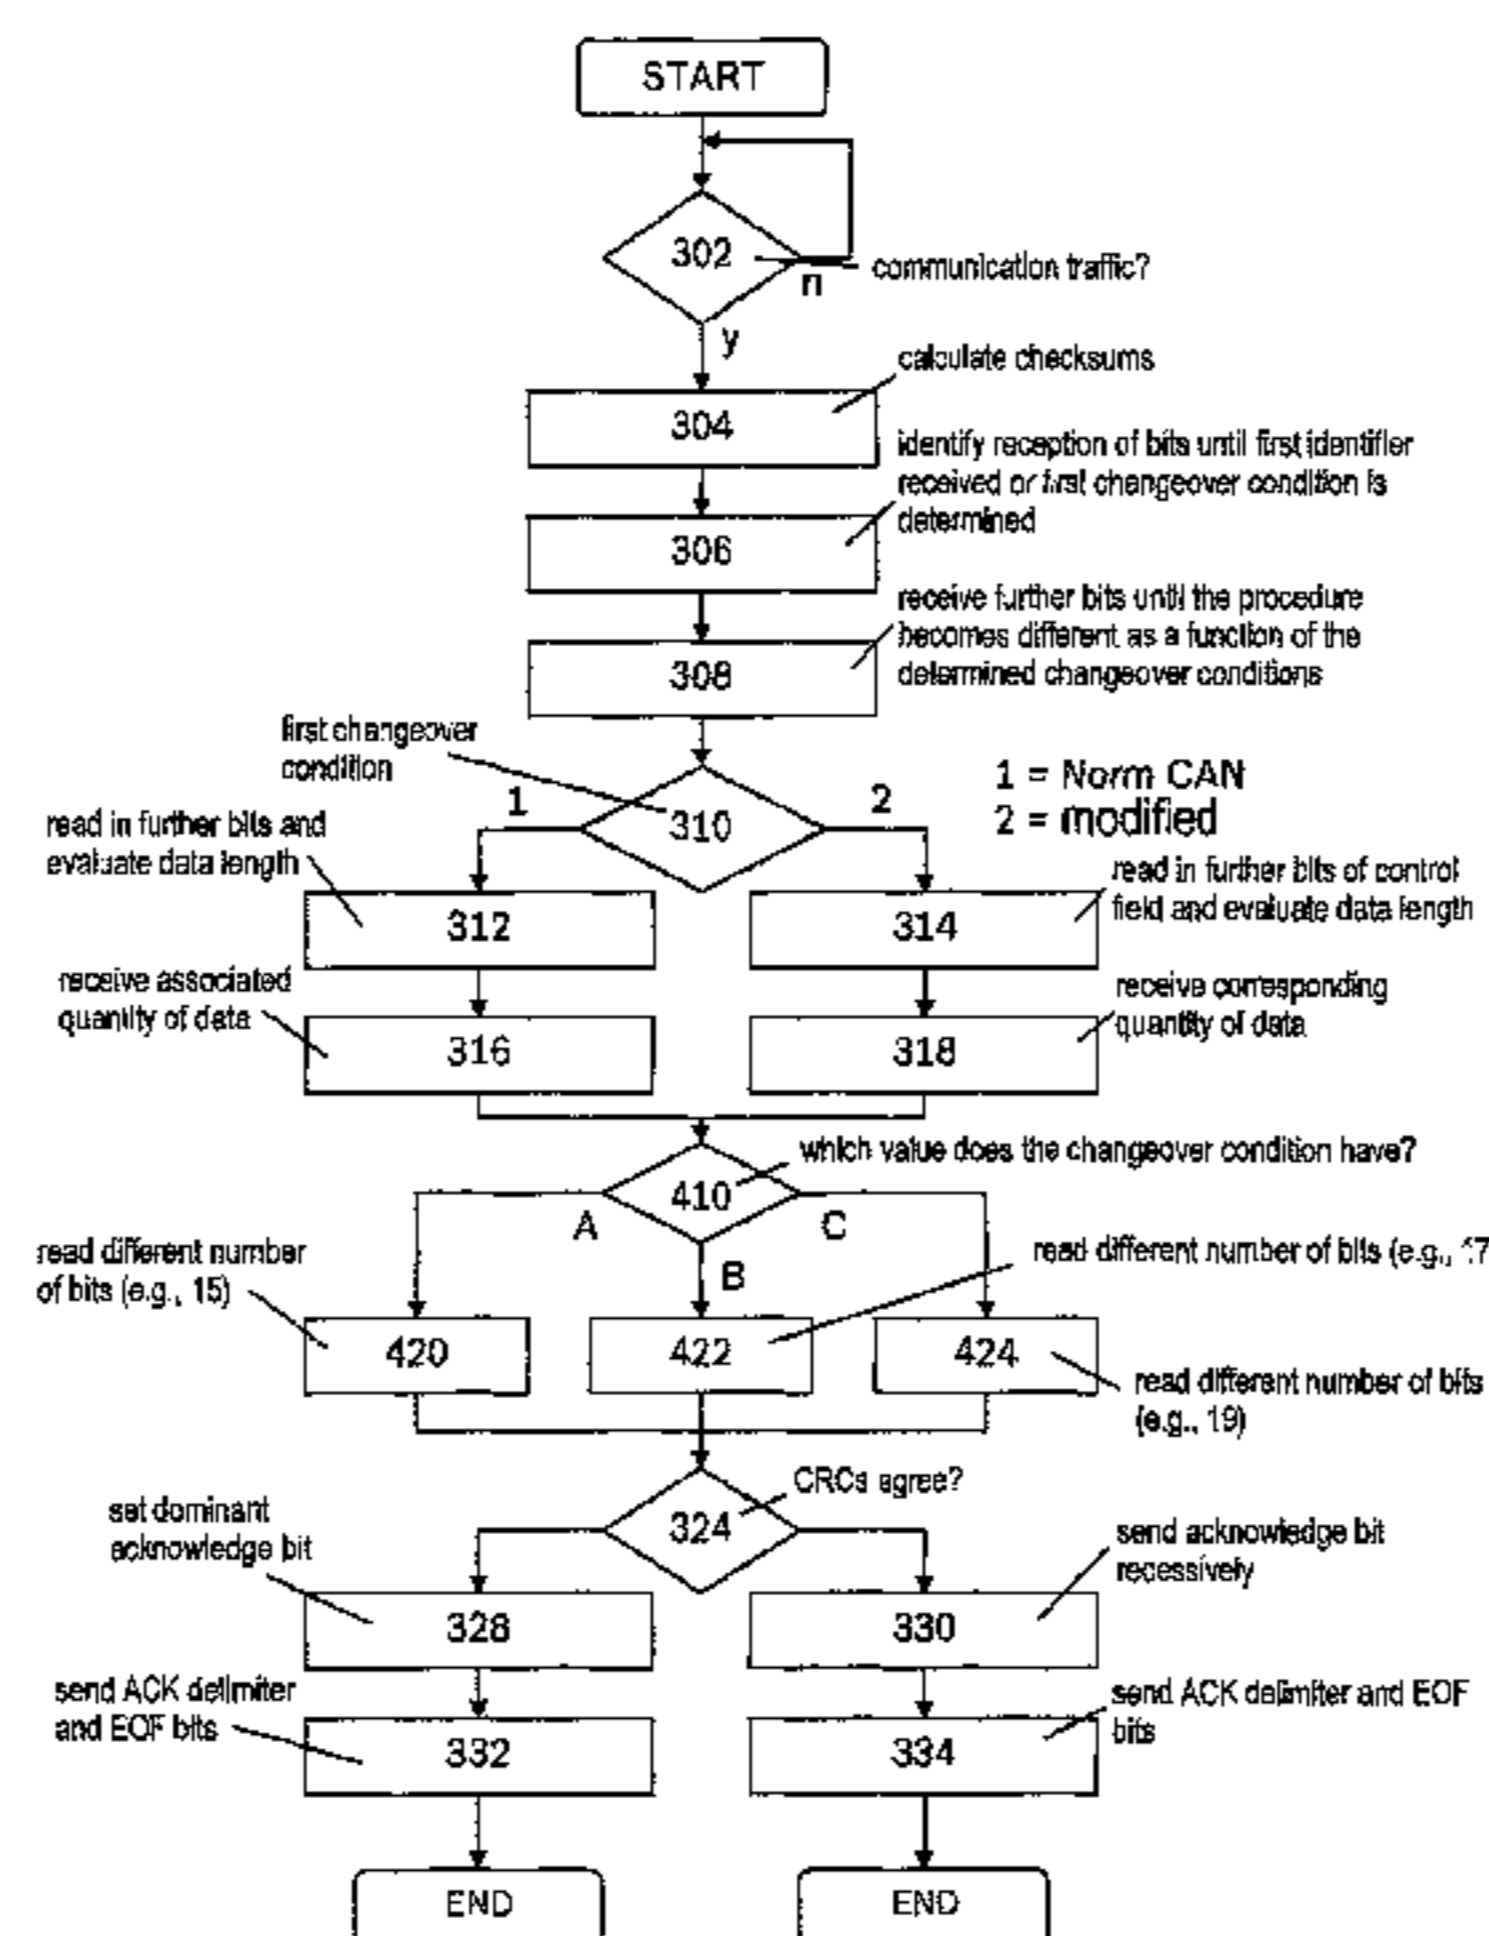 START
302
communication traffic?
n
y
calculate checksums
304
identify reception of bits until first identifier
received or first changeover condition is
determined
306
receive further bits until the procedure
becomes different as a function of the
determined changeover conditions
308
first changeover
condition
1 = Norm CAN
2 = modified
1
310
2
read in further bits and
evaluate data length
read in further bits of control
field and evaluate data length
312
314
receive associated
quantity of data
receive corresponding
quantity of data
316
318
which value does the changeover condition have?
410
A
C
B
read different number
of bits (e.g., 15)
read different number of bits (e.g., 17
420
422
424
read different number of bits
(e.g., 19)
CRCs agree?
324
set dominant
acknowledge bit
send acknowledge bit
recessively
328
330
send ACK delimiter
and EOF bits
send ACK delimiter and EOF
bits
332
334
END
END